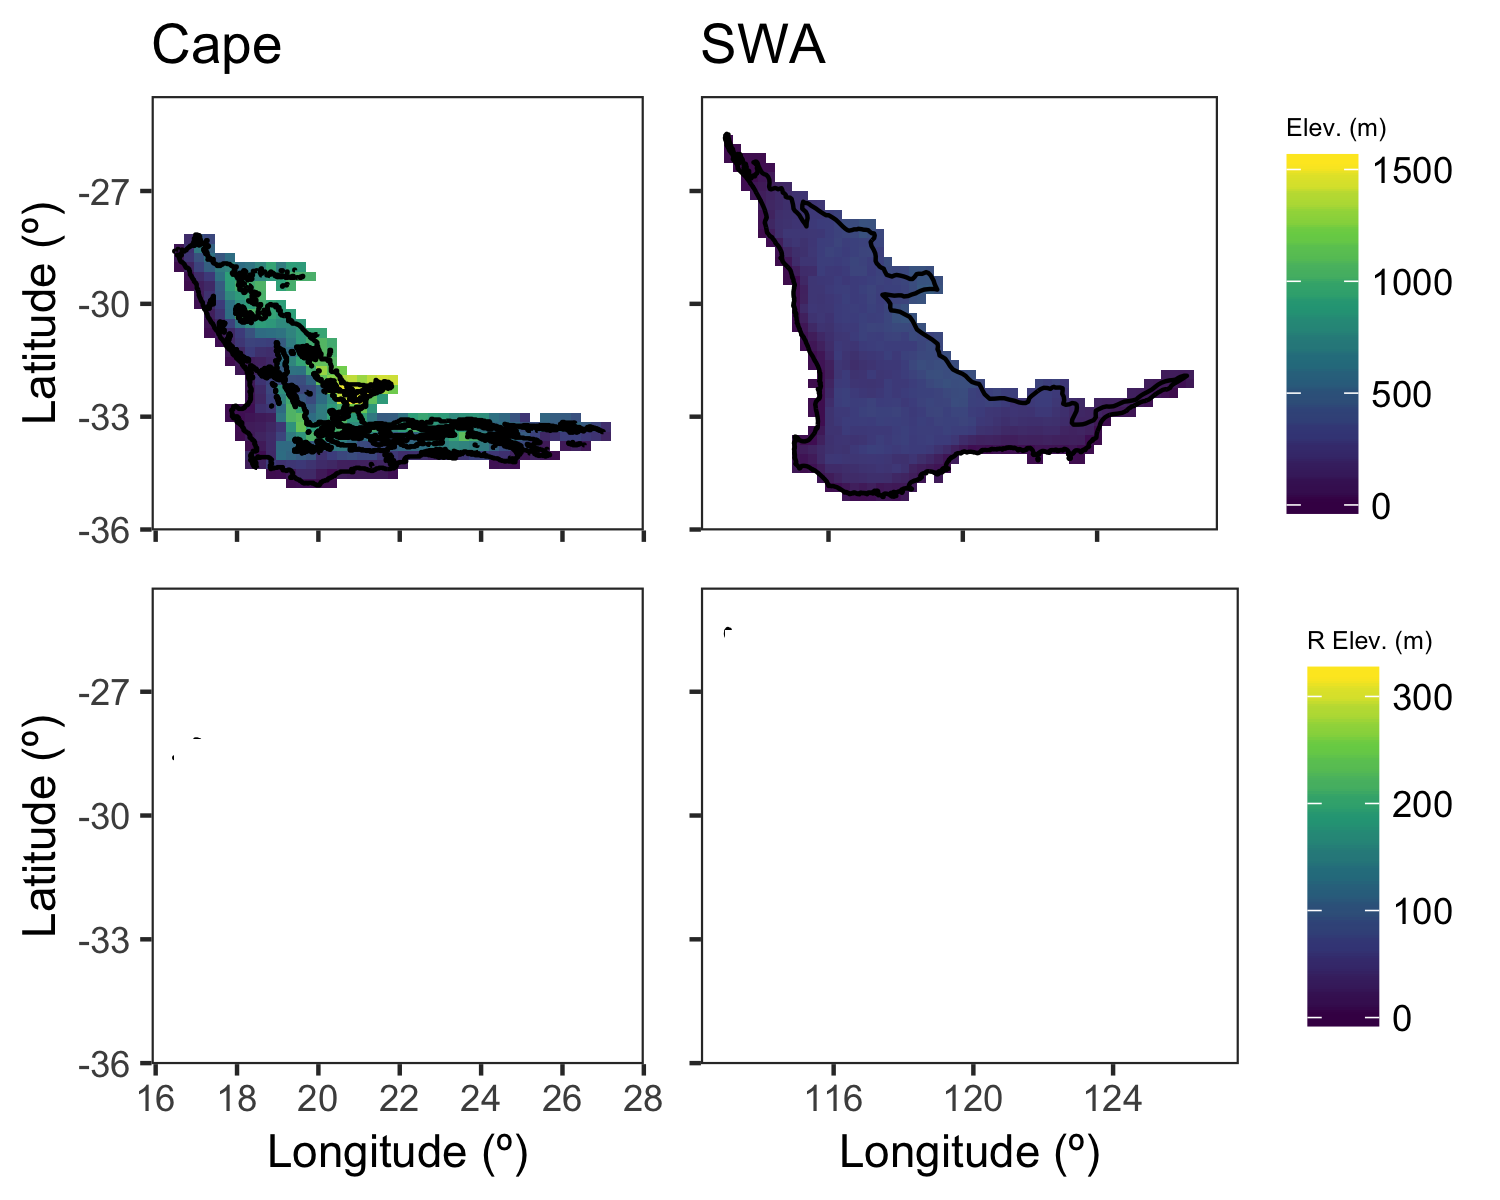 Cape
SWA
Latitude (º)
-27
-30
-33
-36
Elev. (m)
1500
1000
500
0
Latitude (º)
-27
-30
-33
-36
16 18 20 22 24 26 28
Longitude (º)
116 120 124
Longitude (º)
R Elev. (m)
300
200
100
0